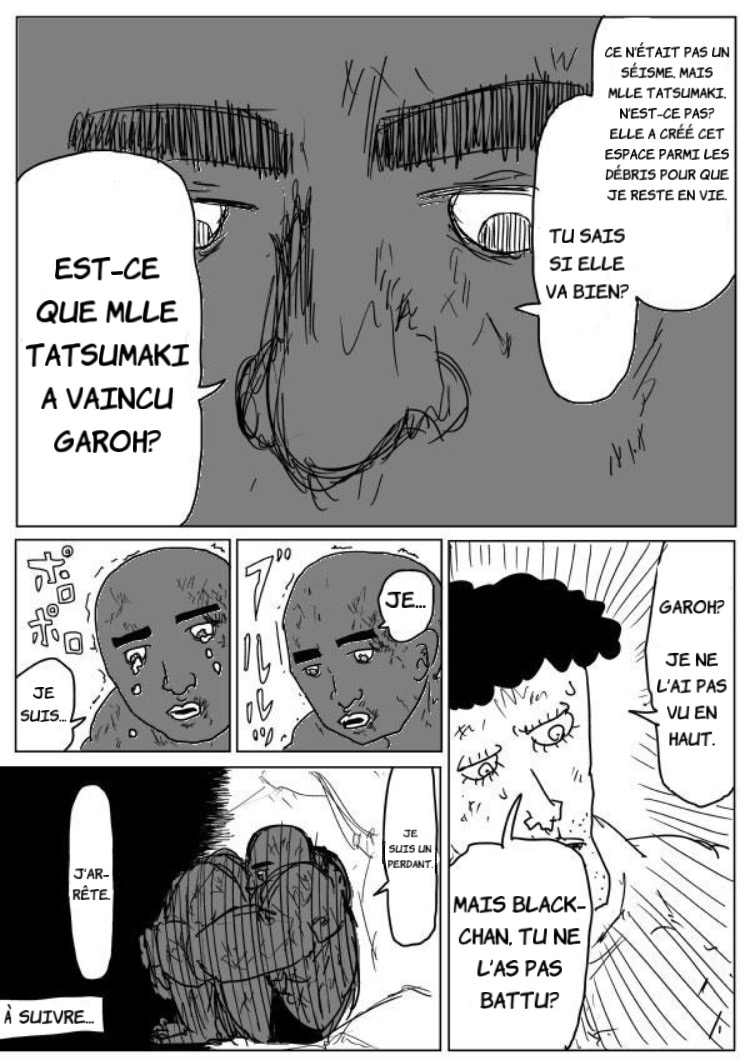 CE N'ÉTAIT PAS UN
SÉISME, MAIS
MLLE TATSUMAKI,
N'EST-CE PAS?
ELLE A CRÉÉ CET
ESPACE PARMI LES
DÉBRIS POUR QUE
JE RESTE EN VIE.
TU SAIS
SI ELLE
VA BIEN?
EST-CE
QUE MLLE
TATSUMAKI
A VAINCU
GAROH?
GAROH?
JE NE
L'AI PAS
VU EN
HAUT.
MAIS BLACK-
CHAN, TU NE
L'AS PAS
BATTU?
JE...
ブルルルッ
JE
SUIS...
ポロ
ポロ
JE
SUIS UN
PERDANT.
J'AR-
RÊTE.
À SUIVRE...